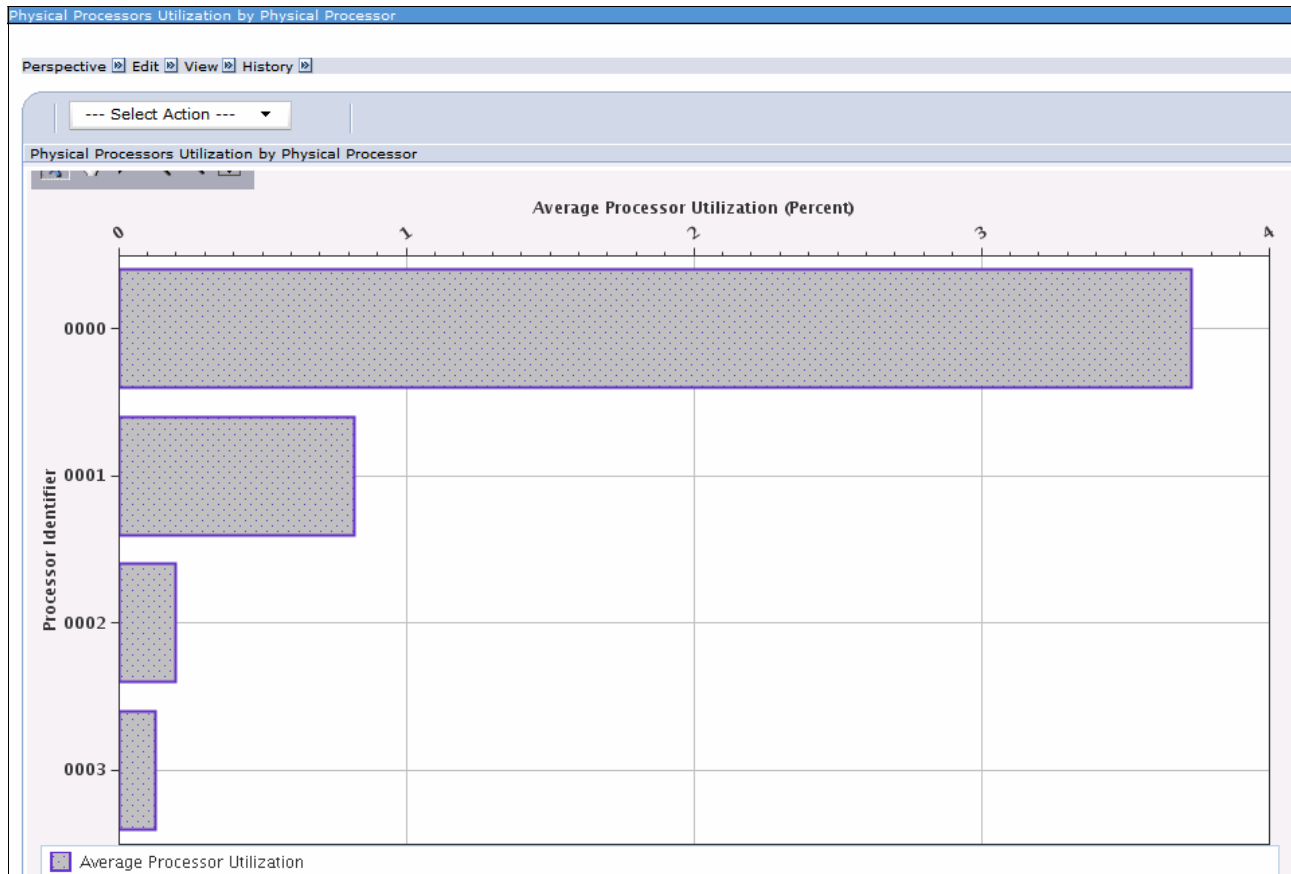 Physical Processors Utilization by Physical Processor
Perspective Edit View History
--- Select Action ---
Physical Processors Utilization by Physical Processor
Average Processor Utilization (Percent)
0 1 2 3 4
Processor Identifier
0000
0001
0002
0003
Average Processor Utilization